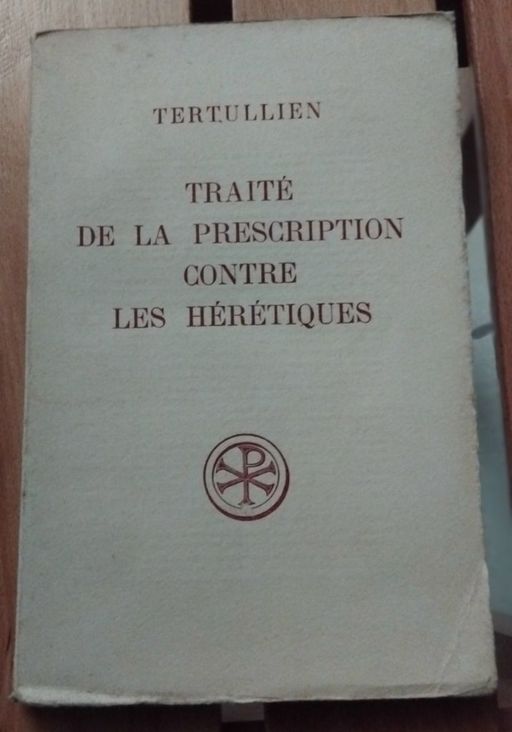 TERTULLIEN
TRAITÉ
DE LA PRESCRIPTION
CONTRE
LES HÉRÉTIQUES